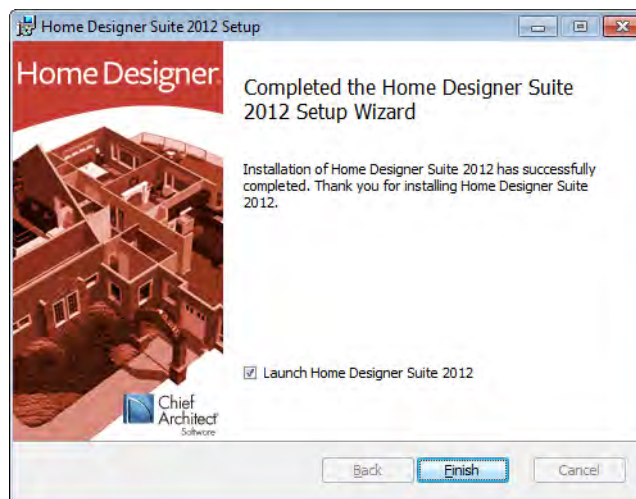 Home Designer Suite 2012 Setup
Home Designer
Completed the Home Designer Suite
2012 Setup Wizard
Installation of Home Designer Suite 2012 has successfully
completed. Thank you for installing Home Designer Suite
2012.
Launch Home Designer Suite 2012
Chief
Architect
Software
Back
Finish
Cancel